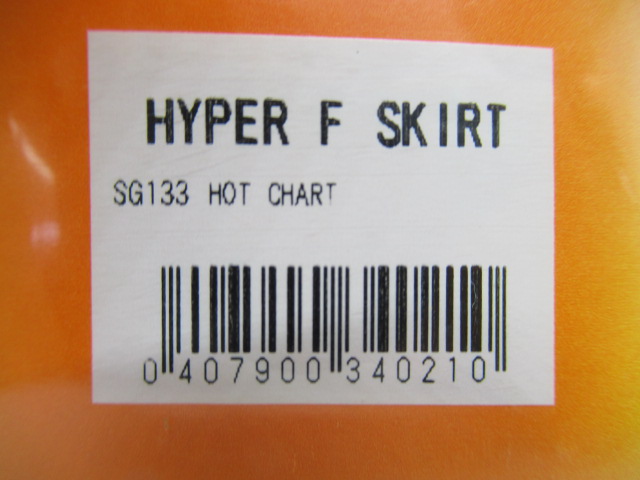 HYPER F SKIRT
SG133 HOT CHART
0 407900 340210